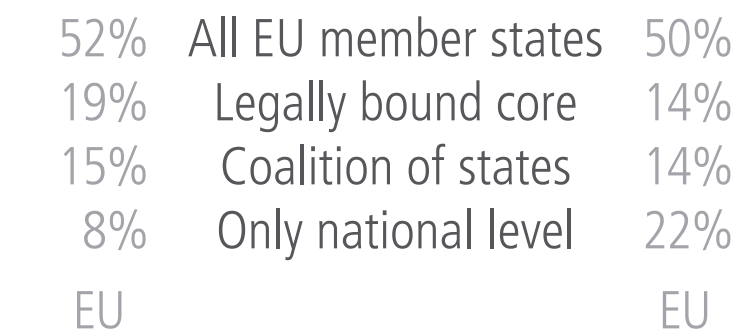 52% All EU member states 50%
19% Legally bound core 14%
15% Coalition of states 14%
8% Only national level 22%
EU EU